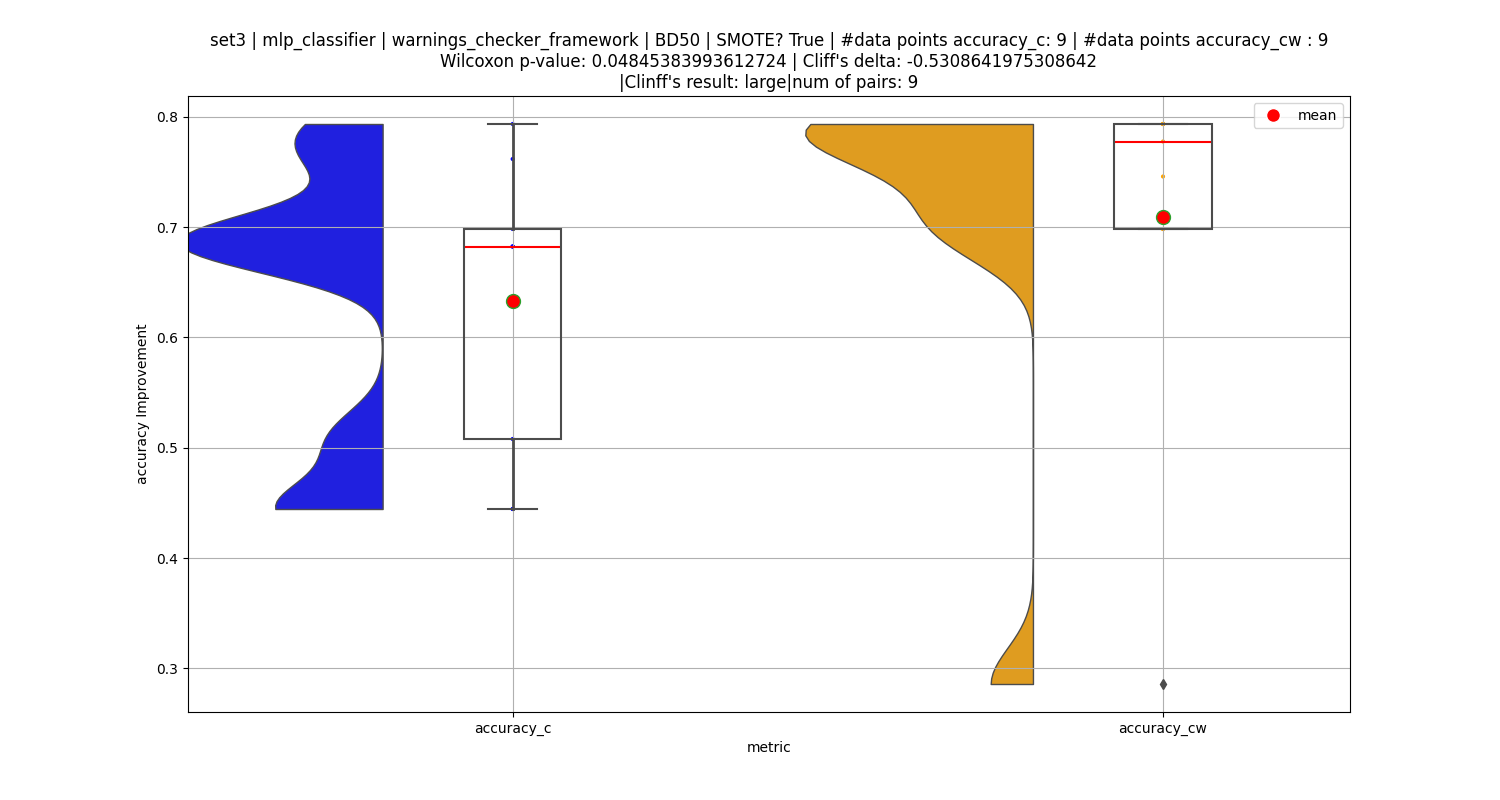 set3 | mlp_classifier | warnings_checker_framework | BD50 | SMOTE? True | #data points accuracy_c: 9 | #data points accuracy_cw : 9
Wilcoxon p-value: 0.04845383993612724 | Cliff's delta: -0.5308641975308642
|Clinff's result: large|num of pairs: 9
mean
0.8
0.7
0.6
0.5
0.4
0.3
accuracy Improvement
accuracy_c
accuracy_cw
metric